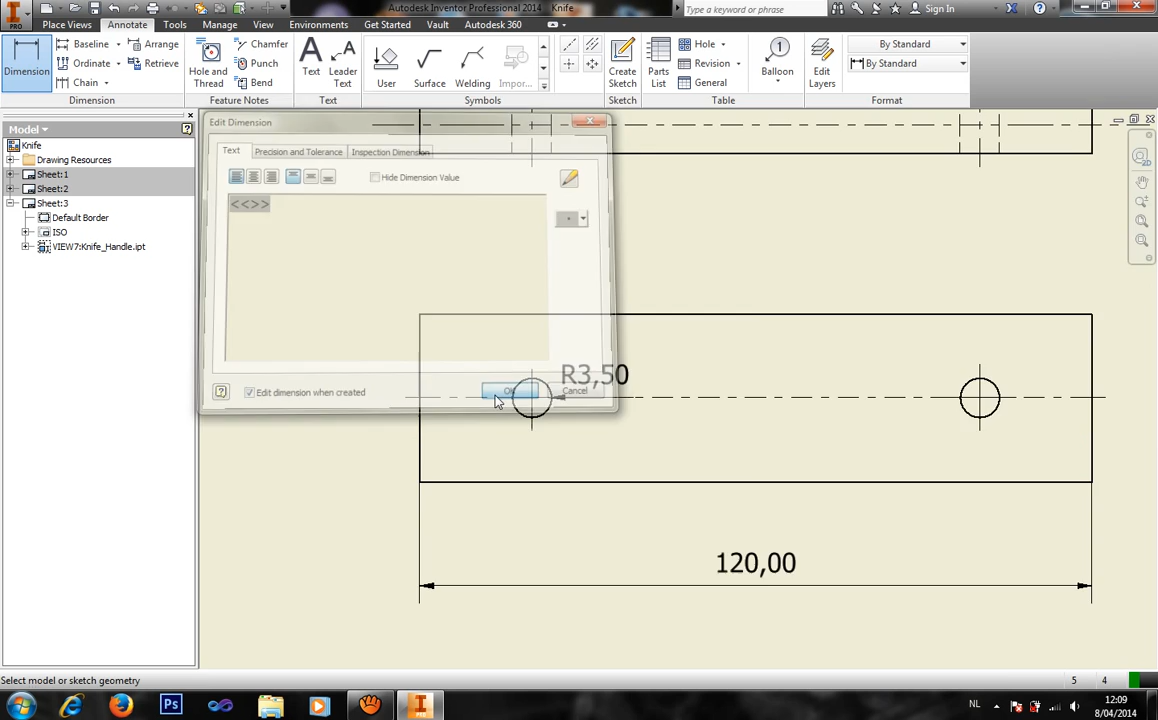 PRO
Autodesk Inventor Professional 2014 Knife
Type a keyword or phrase
Sign In
Place Views
Annotate
Tools
Manage
View
Environments
Get Started
Vault
Autodesk 360
Dimension
Baseline
Ordinate
Chain
Arrange
Retrieve
Dimension
Hole and Thread
Chamfer
Punch
Bend
Feature Notes
Text
Leader Text
Text
User
Surface
Welding
Impor...
Symbols
Create Sketch
Sketch
Parts List
Hole
Revision
General
Table
Balloon
Edit Layers
By Standard
By Standard
Format
Model
Knife
Drawing Resources
Sheet:1
Sheet:2
Sheet:3
Default Border
ISO
VIEW7:Knife_Handle.ipt
Edit Dimension
Text
Precision and Tolerance
Inspection Dimension
Hide Dimension Value
<<>>
Edit dimension when created
OK
Cancel
R3,50
120,00
Select model or sketch geometry
5
4
Ps
PRO
NL
12:09
8/04/2014